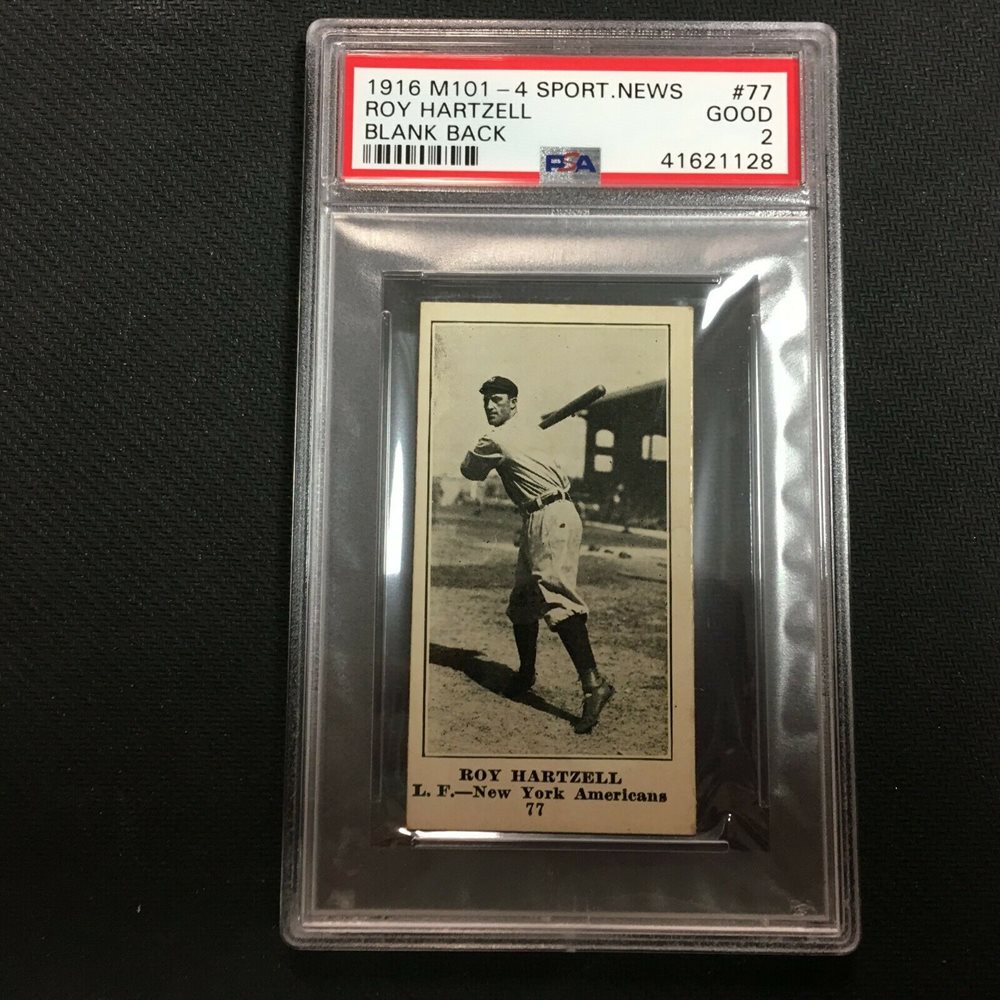 1916 M101-4 SPORT.NEWS #77
ROY HARTZELL GOOD
BLANK BACK 2
PSA 41621128
ROY HARTZELL
L. F.—New York Americans
77